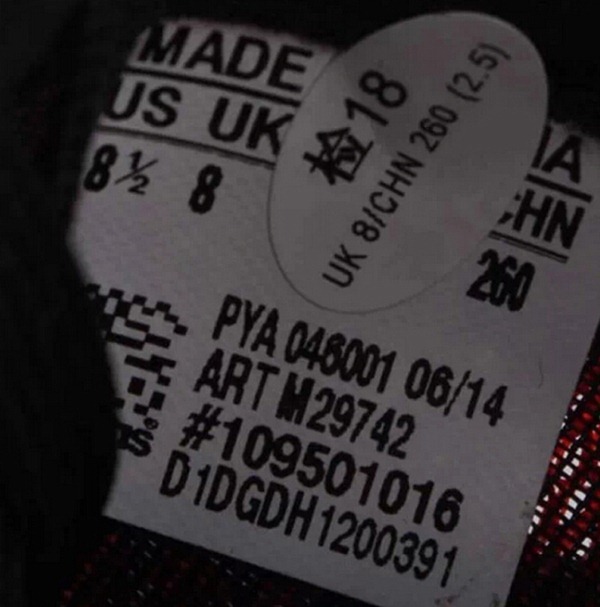 MADE
US UK
8½ 8
检18
UK 8/CHN 260 (2.5)
CHN
260
PYA 046001 06/14
ART M29742
#109501016
D1DGDH1200391